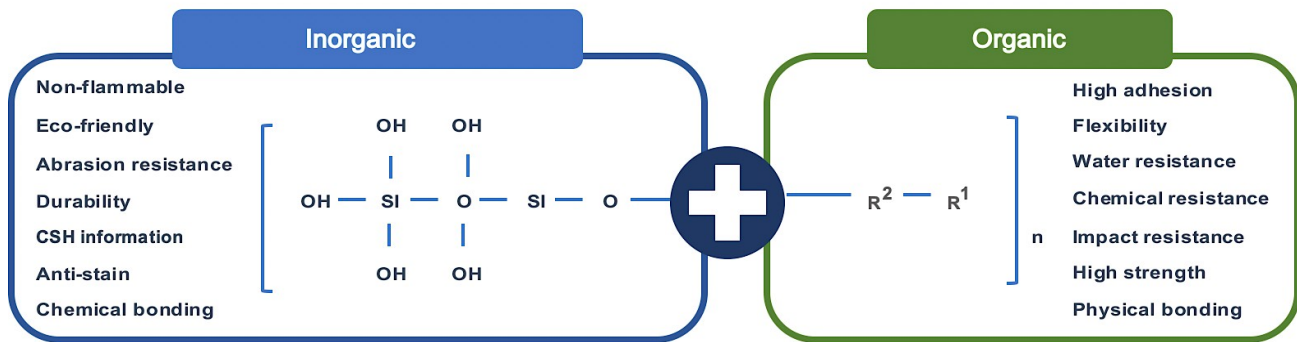 Inorganic
Non-flammable
Eco-friendly
Abrasion resistance
Durability
CSH information
Anti-stain
Chemical bonding
OH OH
OH SI O SI O
OH OH
Organic
R² R¹
n
High adhesion
Flexibility
Water resistance
Chemical resistance
Impact resistance
High strength
Physical bonding